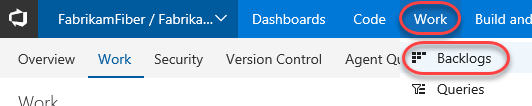 FabrikamFiber / Fabrika... Dashboards Code Work Build and
Overview Work Security Version Control Agent Qu Backlogs
Work Queries